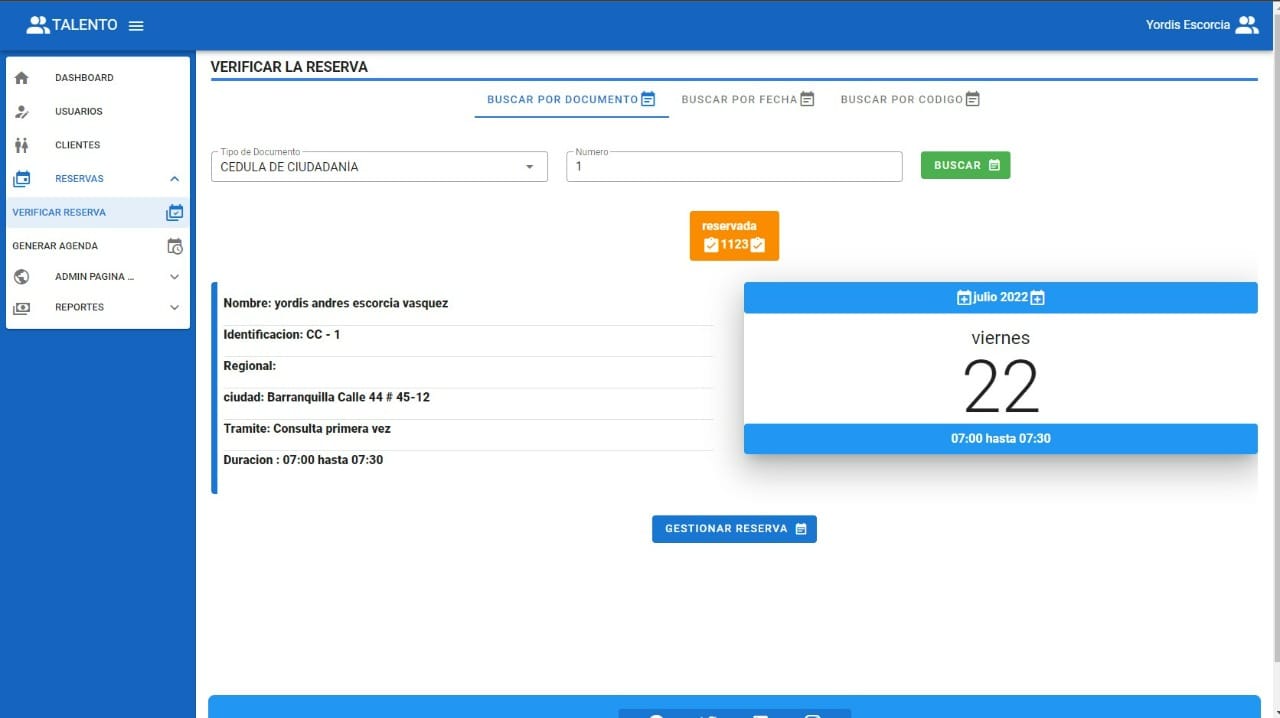 TALENTO
Yordis Escorcia
DASHBOARD
USUARIOS
CLIENTES
RESERVAS
VERIFICAR RESERVA
GENERAR AGENDA
ADMIN PAGINA ...
REPORTES
VERIFICAR LA RESERVA
BUSCAR POR DOCUMENTO
BUSCAR POR FECHA
BUSCAR POR CODIGO
Tipo de Documento
CEDULA DE CIUDADANIA
Numero
1
BUSCAR
reservada
1123
Nombre: yordis andres escorcia vasquez
Identificacion: CC - 1
Regional:
ciudad: Barranquilla Calle 44 # 45-12
Tramite: Consulta primera vez
Duracion : 07:00 hasta 07:30
julio 2022
viernes
22
07:00 hasta 07:30
GESTIONAR RESERVA